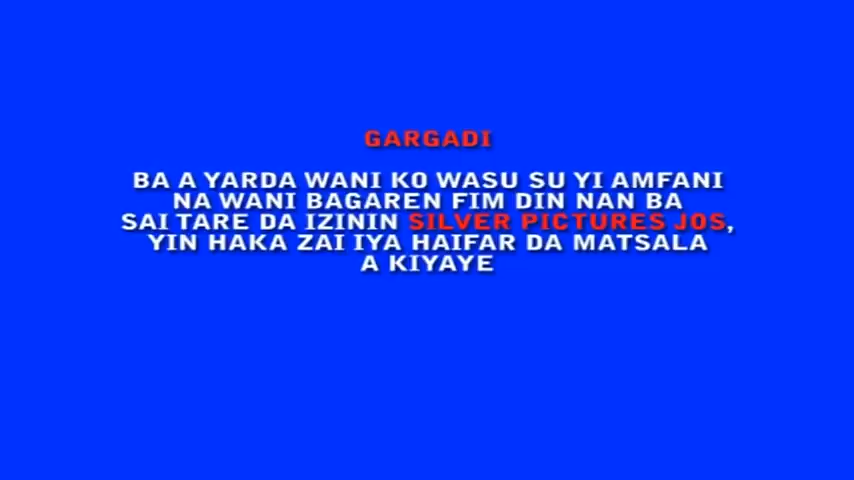 GARGADI
BA A YARDA WANI KO WASU SU YI AMFANI
NA WANI BAGAREN FIM DIN NAN BA
SAI TARE DA IZININ SILVER PICTURES JOS,
YIN HAKA ZAI IYA HAIFAR DA MATSALA
A KIYAYE